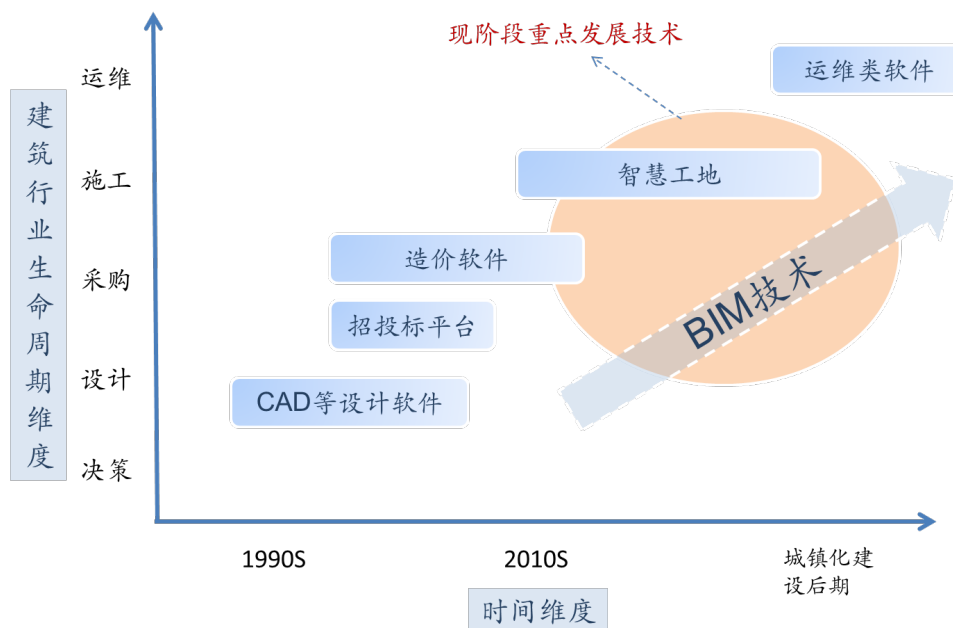 现阶段重点发展技术
运维类软件
运维
建筑行业生命周期维度
施工
智慧工地
采购
造价软件
招投标平台
BIM技术
设计
CAD等设计软件
决策
1990S
2010S
城镇化建
设后期
时间维度